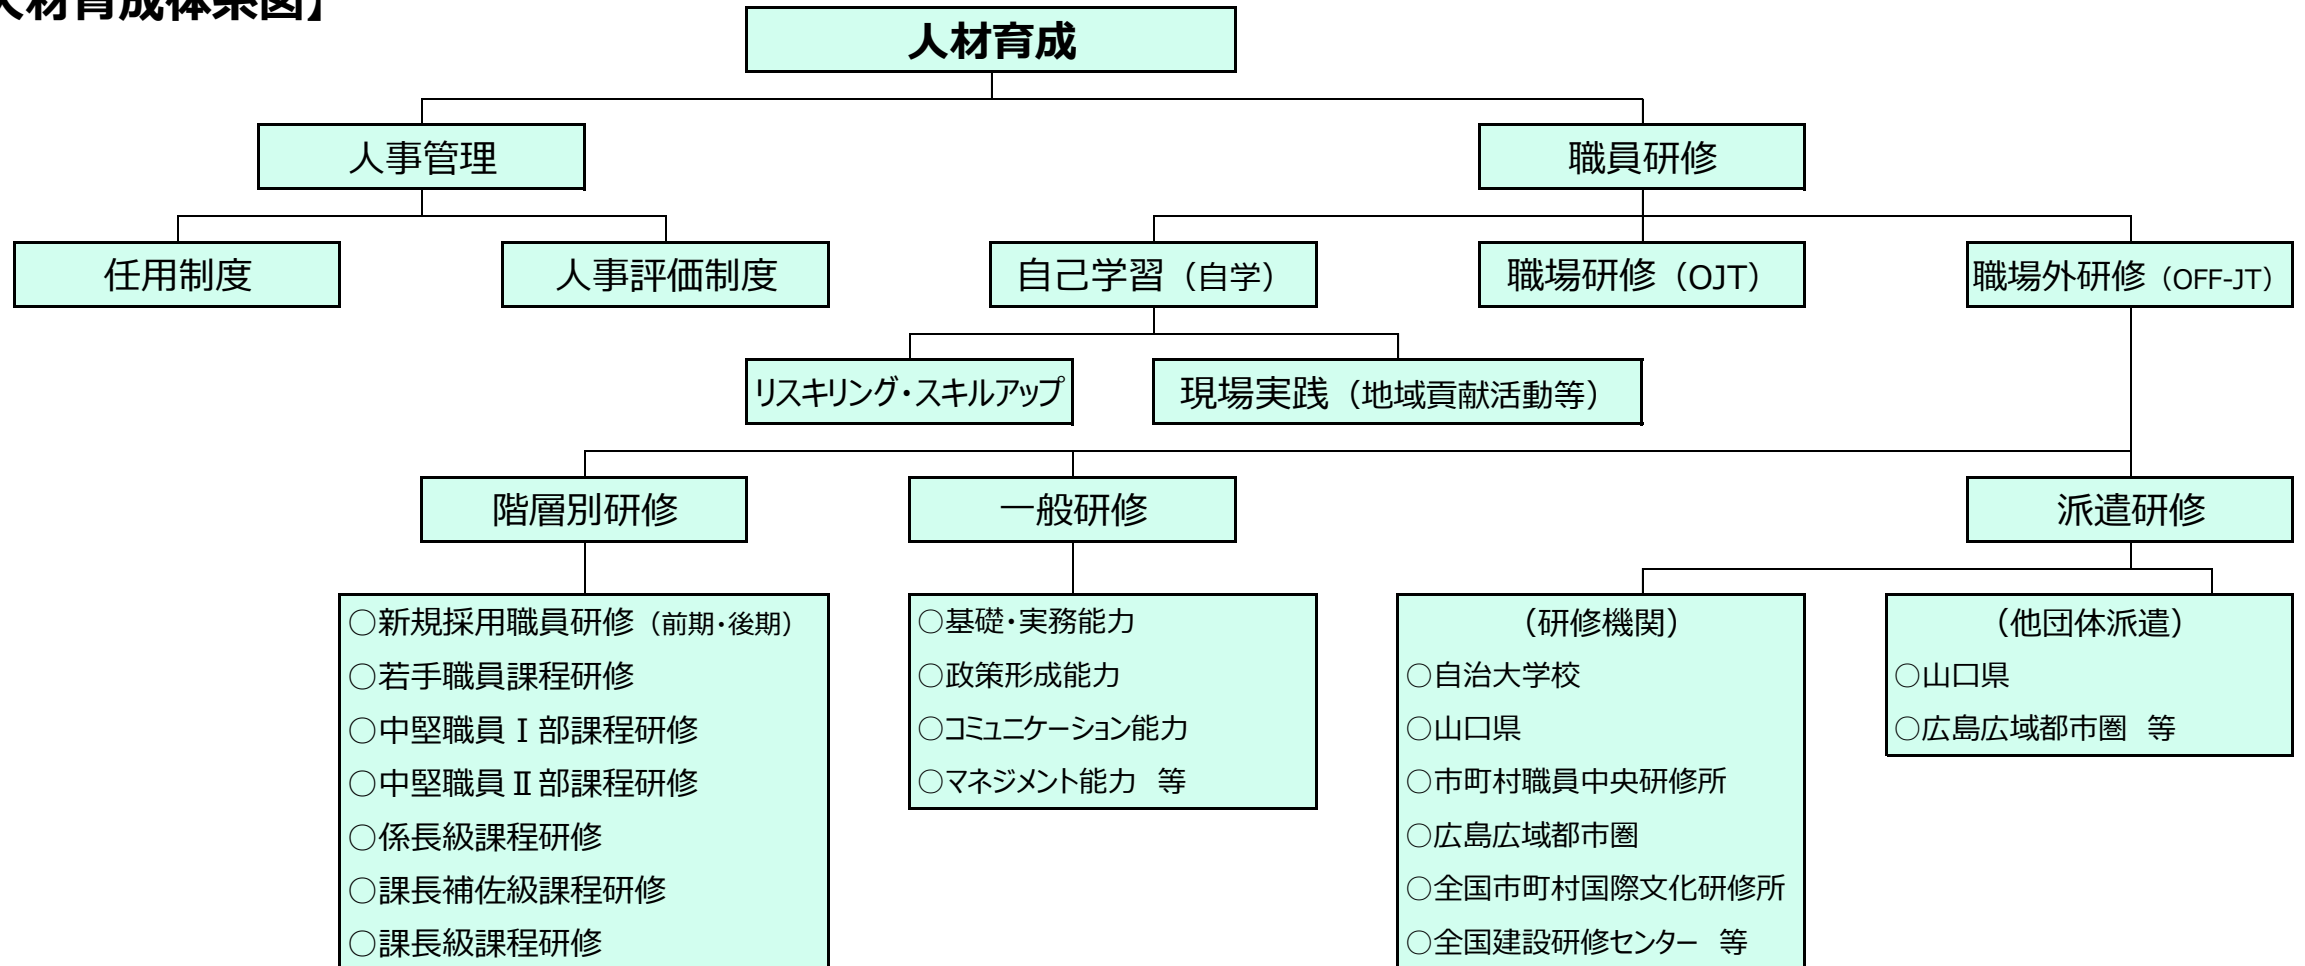 人材育成体系図】
人材育成
人事管理
職員研修
任用制度
人事評価制度
自己学習（自学）
職場研修（OJT）
職場外研修（OFF-JT）
リスキリング・スキルアップ
現場実践（地域貢献活動等）
階層別研修
一般研修
派遣研修
○新規採用職員研修（前期・後期）
○若手職員課程研修
○中堅職員Ⅰ部課程研修
○中堅職員Ⅱ部課程研修
○係長級課程研修
○課長補佐級課程研修
○課長級課程研修
○基礎・実務能力
○政策形成能力
○コミュニケーション能力
○マネジメント能力　等
（研修機関）
○自治大学校
○山口県
○市町村職員中央研修所
○広島広域都市圏
○全国市町村国際文化研修所
○全国建設研修センター　等
（他団体派遣）
○山口県
○広島広域都市圏　等